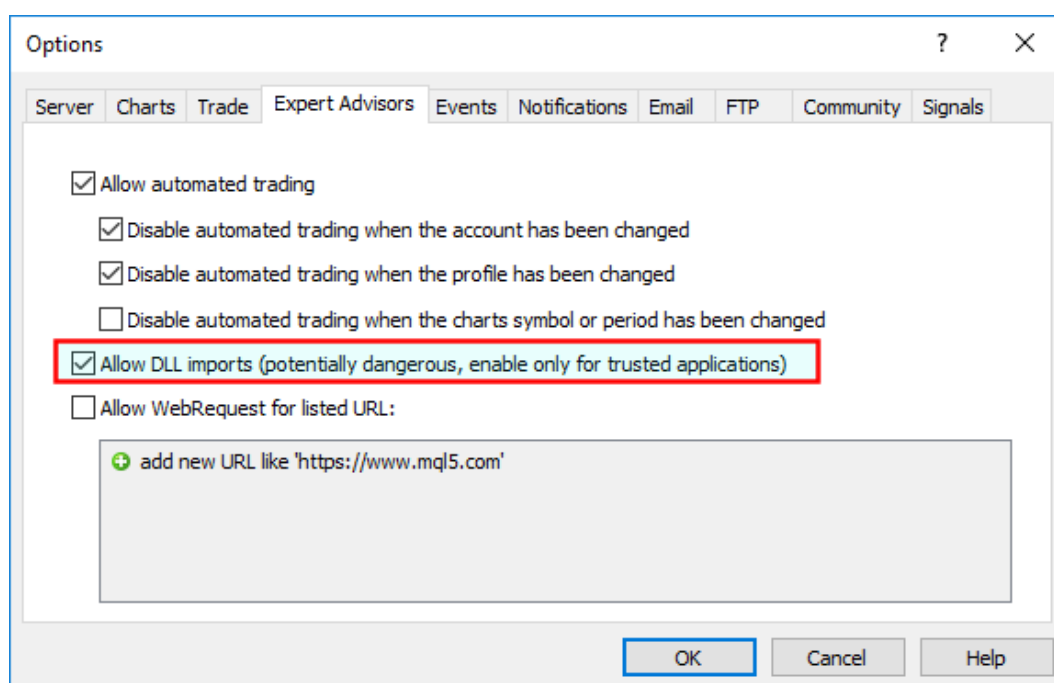 Options
Server Charts Trade Expert Advisors Events Notifications Email FTP Community Signals
Allow automated trading
Disable automated trading when the account has been changed
Disable automated trading when the profile has been changed
Disable automated trading when the charts symbol or period has been changed
Allow DLL imports (potentially dangerous, enable only for trusted applications)
Allow WebRequest for listed URL:
add new URL like 'https://www.mql5.com'
OK Cancel Help